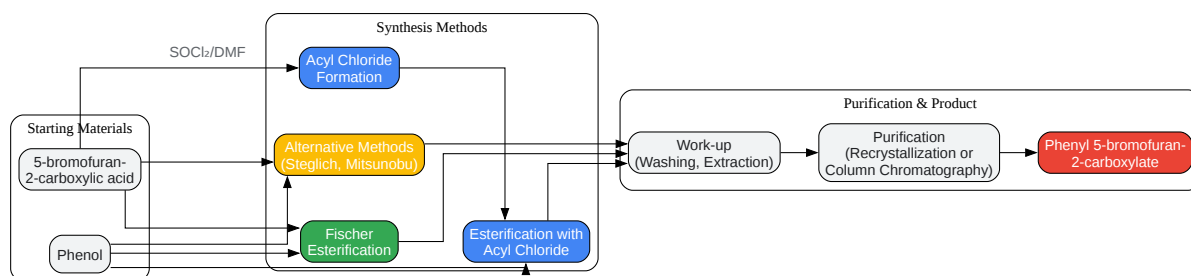 Synthesis Methods
SOCl₂/DMF
Acyl Chloride
Formation
Purification & Product
Starting Materials
5-bromofuran-
2-carboxylic acid
Alternative Methods
(Steglich, Mitsunobu)
Work-up
(Washing, Extraction)
Purification
(Recrystallization or
Column Chromatography)
Phenyl 5-bromofuran-
2-carboxylate
Phenol
Fischer
Esterification
Esterification with
Acyl Chloride